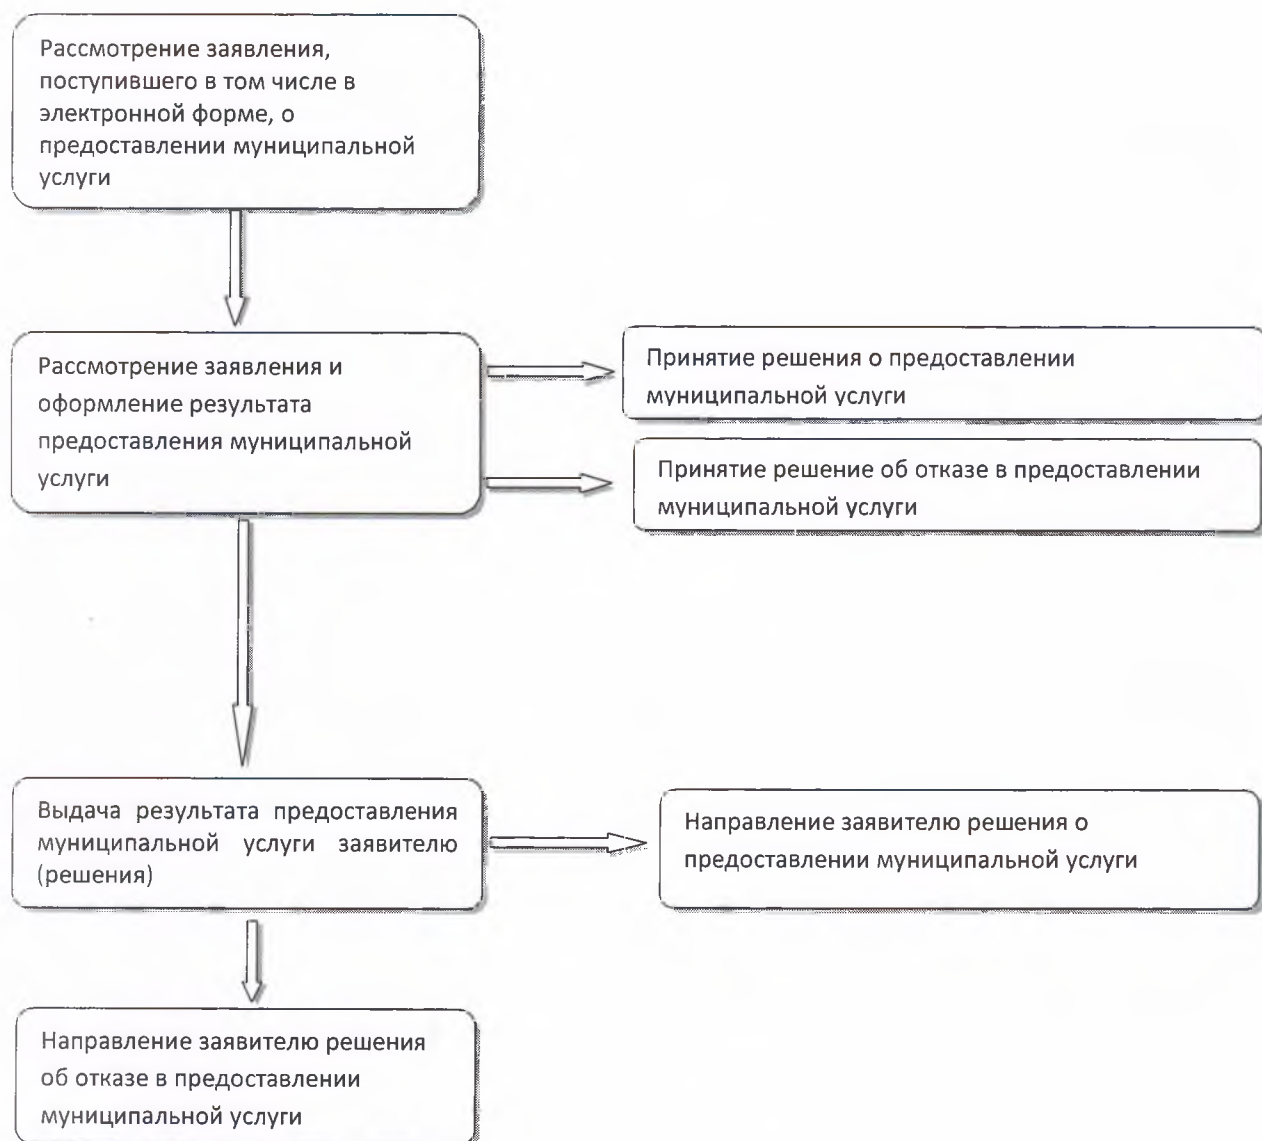 Рассмотрение заявления,
поступившего в том числе в
электронной форме, о
предоставлении муниципальной
услуги
Рассмотрение заявления и
оформление результата
предоставления муниципальной
услуги
Принятие решения о предоставлении
муниципальной услуги
Принятие решение об отказе в предоставлении
муниципальной услуги
Выдача результата предоставления
муниципальной услуги заявителю
(решения)
Направление заявителю решения о
предоставлении муниципальной услуги
Направление заявителю решения
об отказе в предоставлении
муниципальной услуги